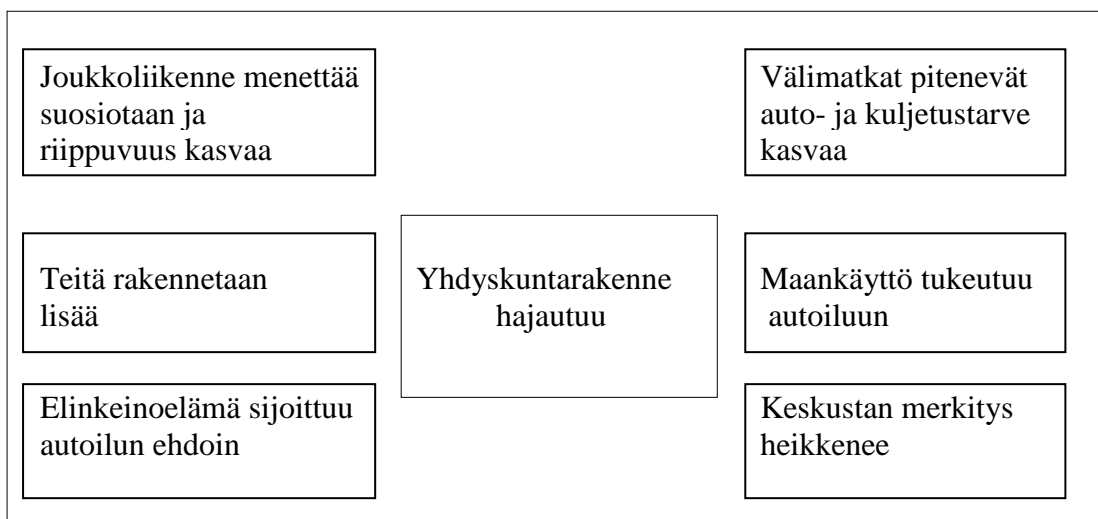 Joukkoliikenne menettää
suosiotaan ja
riippuvuus kasvaa
Välimatkat pitenevät
auto- ja kuljetustarve
kasvaa
Teitä rakennetaan
lisää
Yhdyskuntarakenne
hajautuu
Maankäyttö tukeutuu
autoiluun
Elinkeinoelämä sijoittuu
autoilun ehdoin
Keskustan merkitys
heikkenee